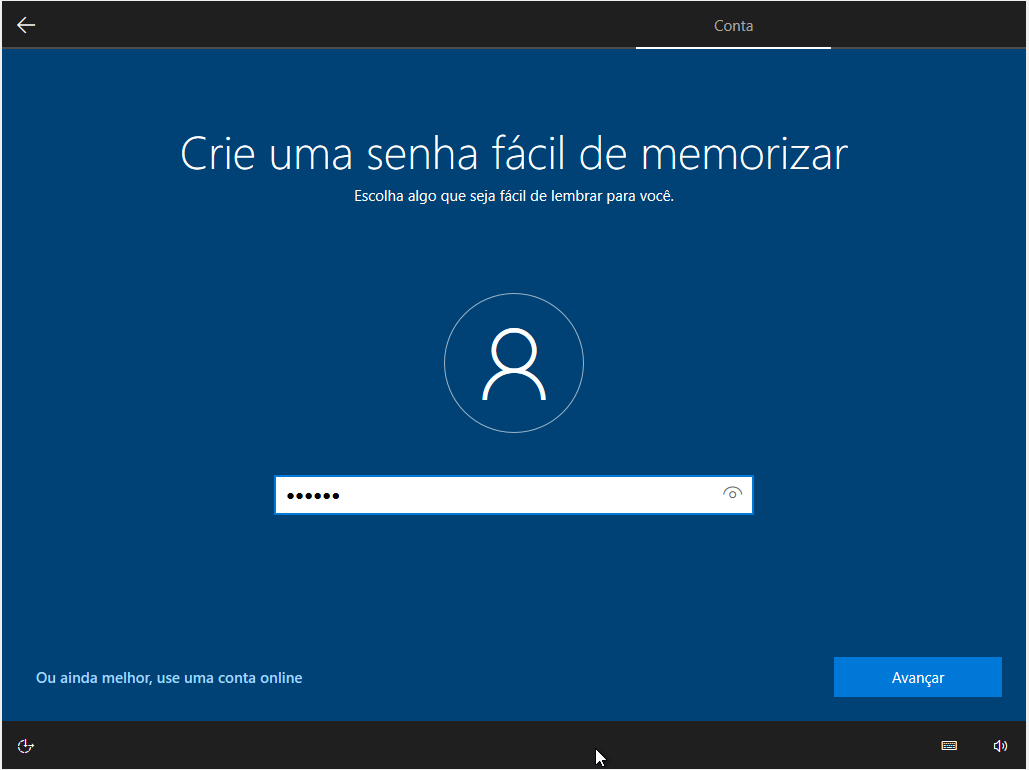 Conta
Crie uma senha fácil de memorizar
Escolha algo que seja fácil de lembrar para você.
••••••
Ou ainda melhor, use uma conta online
Avançar